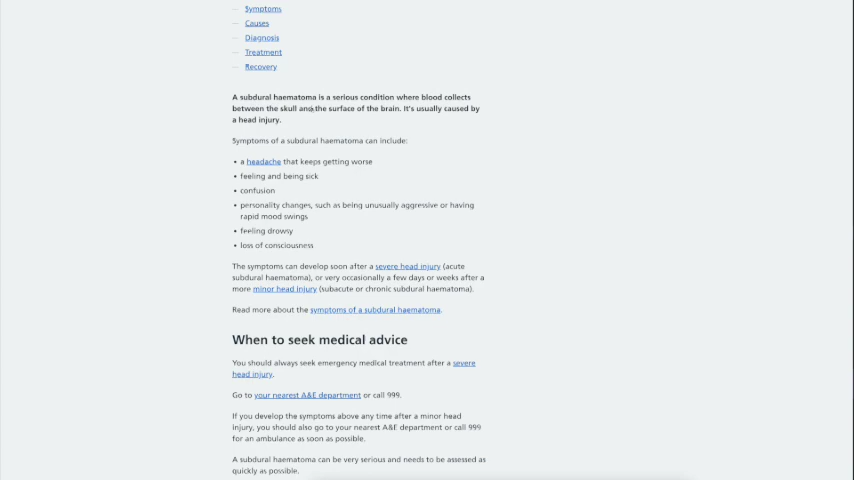 — Symptoms
— Causes
— Diagnosis
— Treatment
— Recovery
A subdural haematoma is a serious condition where blood collects
between the skull and the surface of the brain. It's usually caused by
a head injury.
Symptoms of a subdural haematoma can include:
• a headache that keeps getting worse
• feeling and being sick
• confusion
• personality changes, such as being unusually aggressive or having
rapid mood swings
• feeling drowsy
• loss of consciousness
The symptoms can develop soon after a severe head injury (acute
subdural haematoma), or very occasionally a few days or weeks after a
more minor head injury (subacute or chronic subdural haematoma).
Read more about the symptoms of a subdural haematoma.
When to seek medical advice
You should always seek emergency medical treatment after a severe
head injury.
Go to your nearest A&E department or call 999.
If you develop the symptoms above any time after a minor head
injury, you should also go to your nearest A&E department or call 999
for an ambulance as soon as possible.
A subdural haematoma can be very serious and needs to be assessed as
quickly as possible.